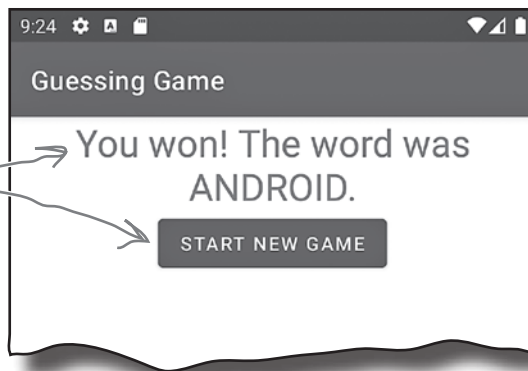 9:24
Guessing Game
You won! The word was
ANDROID.
START NEW GAME